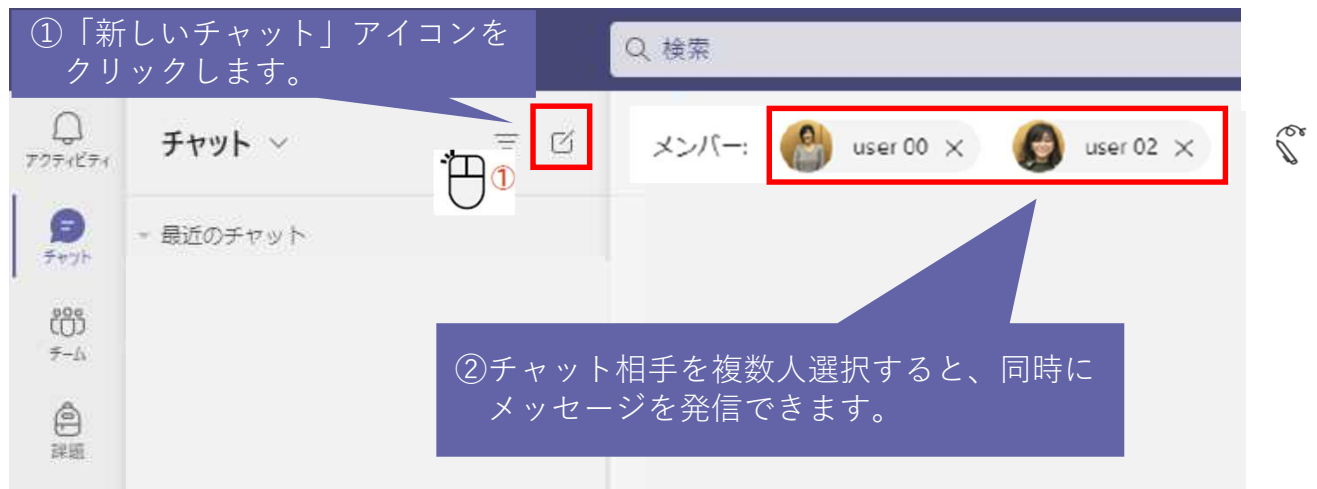 ①「新しいチャット」アイコンを
クリックします。
検索
アクティビティ
チャット
①
メンバー:
user 00
user 02
チャット
最近のチャット
チーム
②チャット相手を複数人選択すると、同時に
メッセージを発信できます。
課題